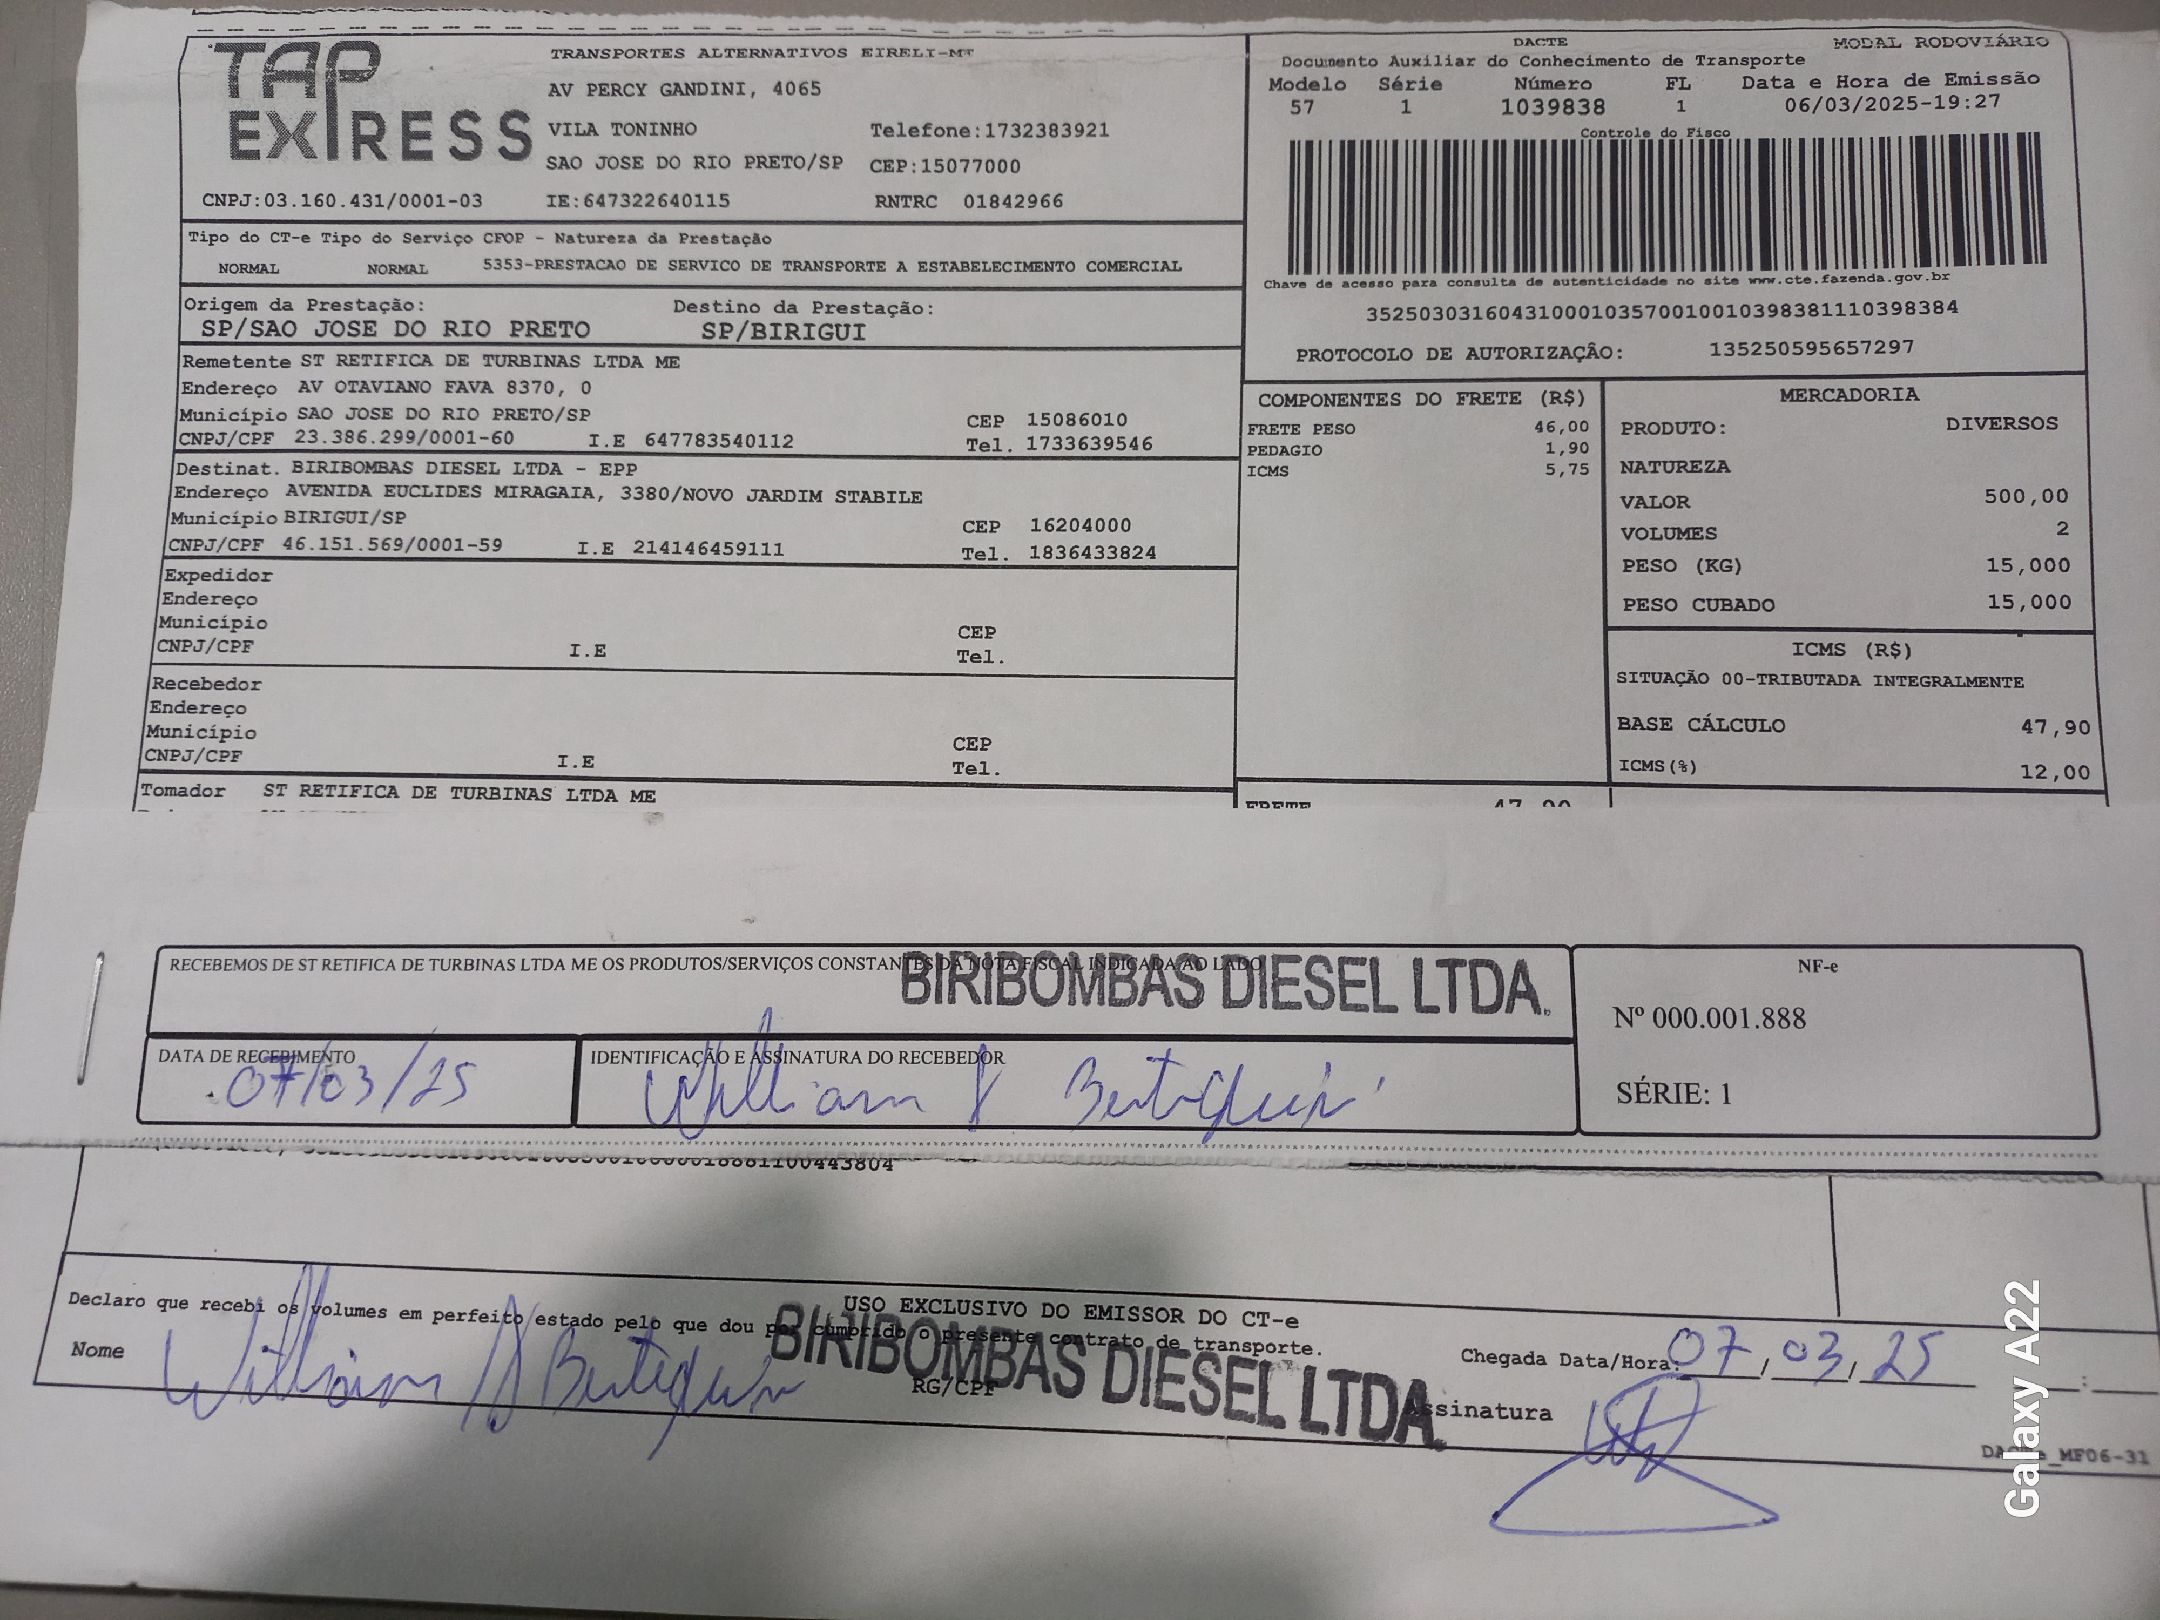 TAP EXPRESS
TRANSPORTES ALTERNATIVOS EIRELI-MT
AV PERCY GANDINI, 4065
VILA TONINHO Telefone:1732383921
SAO JOSE DO RIO PRETO/SP CEP:15077000
CNPJ:03.160.431/0001-03 IE:647322640115 RNTRC 01842966
DACTE MODAL RODOVIÁRIO
Documento Auxiliar do Conhecimento de Transporte
Modelo Série Número FL Data e Hora de Emissão
57 1 1039838 1 06/03/2025-19:27
Controle do Fisco
Chave de acesso para consulta de autenticidade no site www.cte.fazenda.gov.br
35250303160431000103570010010398381110398384
PROTOCOLO DE AUTORIZAÇÃO: 135250595657297
Tipo do CT-e Tipo do Serviço CFOP - Natureza da Prestação
NORMAL NORMAL 5353-PRESTACAO DE SERVICO DE TRANSPORTE A ESTABELECIMENTO COMERCIAL
Origem da Prestação: Destino da Prestação:
SP/SAO JOSE DO RIO PRETO SP/BIRIGUI
Remetente ST RETIFICA DE TURBINAS LTDA ME
Endereço AV OTAVIANO FAVA 8370, 0
Município SAO JOSE DO RIO PRETO/SP CEP 15086010
CNPJ/CPF 23.386.299/0001-60 I.E 647783540112 Tel. 1733639546
Destinat. BIRIBOMBAS DIESEL LTDA - EPP
Endereço AVENIDA EUCLIDES MIRAGAIA, 3380/NOVO JARDIM STABILE
Município BIRIGUI/SP CEP 16204000
CNPJ/CPF 46.151.569/0001-59 I.E 214146459111 Tel. 1836433824
Expedidor
Endereço
Município CEP
CNPJ/CPF I.E Tel.
Recebedor
Endereço
Município CEP
CNPJ/CPF I.E Tel.
Tomador ST RETIFICA DE TURBINAS LTDA ME
COMPONENTES DO FRETE (R$)
FRETE PESO 46,00
PEDAGIO 1,90
ICMS 5,75
FRETE 47,90
MERCADORIA
PRODUTO: DIVERSOS
NATUREZA
VALOR 500,00
VOLUMES 2
PESO (KG) 15,000
PESO CUBADO 15,000
ICMS (R$)
SITUAÇÃO 00-TRIBUTADA INTEGRALMENTE
BASE CÁLCULO 47,90
ICMS(%) 12,00
RECEBEMOS DE ST RETIFICA DE TURBINAS LTDA ME OS PRODUTOS/SERVIÇOS CONSTANTES DA NOTA FISCAL INDICADA AO LADO
BIRIBOMBAS DIESEL LTDA.
NF-e
Nº 000.001.888
SÉRIE: 1
DATA DE RECEBIMENTO
07/03/25
IDENTIFICAÇÃO E ASSINATURA DO RECEBEDOR
William
USO EXCLUSIVO DO EMISSOR DO CT-e
Declaro que recebi os volumes em perfeito estado pelo que dou por cumprido o presente contrato de transporte.
BIRIBOMBAS DIESEL LTDA.
Nome William
RG/CPF
Chegada Data/Hora: 07/03/25
Assinatura
Galaxy A22